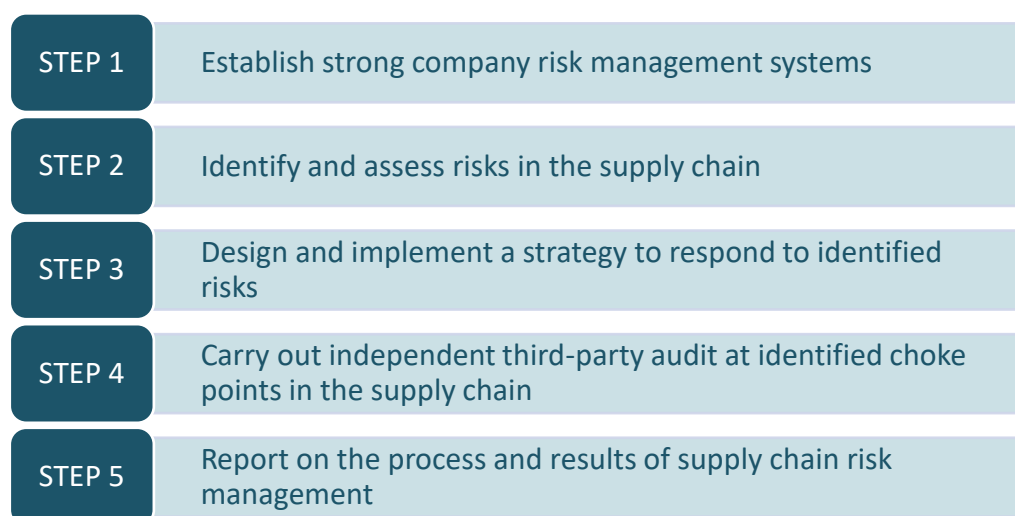 STEP 1
Establish strong company risk management systems
STEP 2
Identify and assess risks in the supply chain
STEP 3
Design and implement a strategy to respond to identified
risks
STEP 4
Carry out independent third-party audit at identified choke
points in the supply chain
STEP 5
Report on the process and results of supply chain risk
management